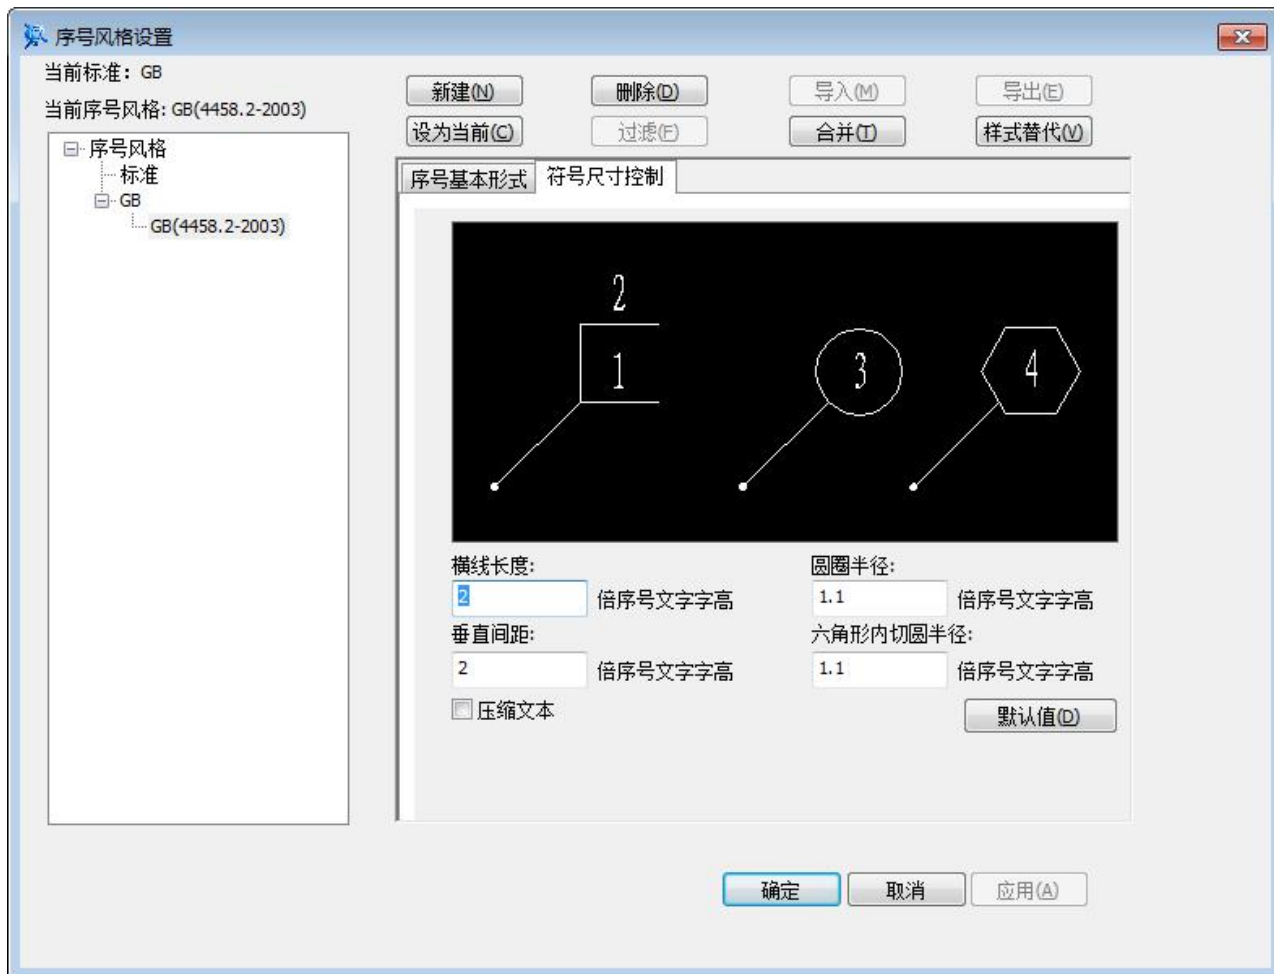 序号风格设置
当前标准: GB
当前序号风格: GB(4458.2-2003)
新建(N) 删除(D) 导入(M) 导出(E)
设为当前(C) 过滤(F) 合并(T) 样式替代(V)
序号风格
标准
GB
GB(4458.2-2003)
序号基本形式 符号尺寸控制
2
1 3 4
横线长度: 圆圈半径:
2 倍序号文字字高 1.1 倍序号文字字高
垂直间距: 六角形内切圆半径:
2 倍序号文字字高 1.1 倍序号文字字高
压缩文本 默认值(D)
确定 取消 应用(A)